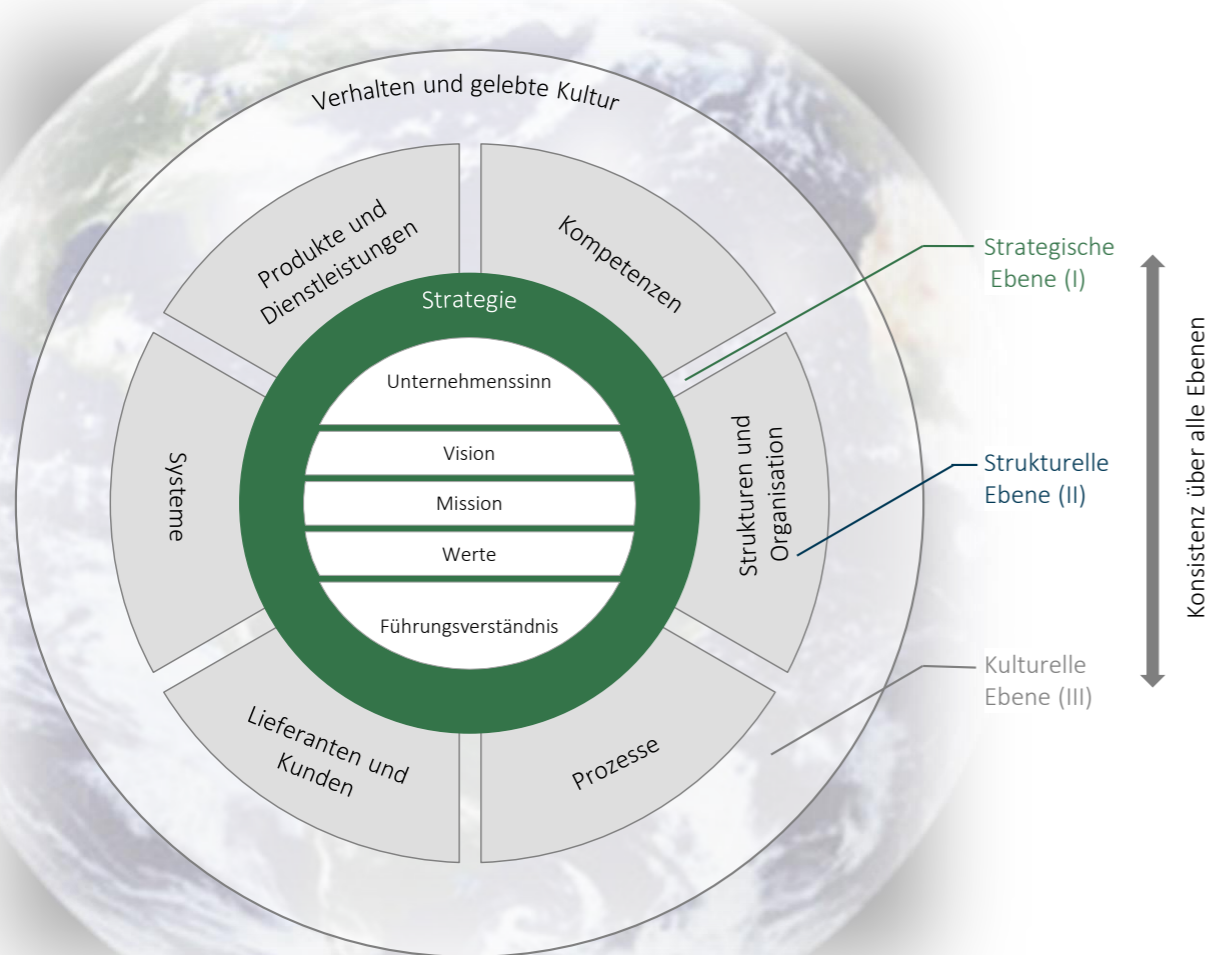 Verhalten und gelebte Kultur
Produkte und
Dienstleistungen
Kompetenzen
Strategie
Unternehmenssinn
Vision
Mission
Werte
Führungsverständnis
Systeme
Strukturen und
Organisation
Lieferanten und
Kunden
Prozesse
Strategische
Ebene (I)
Strukturelle
Ebene (II)
Kulturelle
Ebene (III)
Konsistenz über alle Ebenen